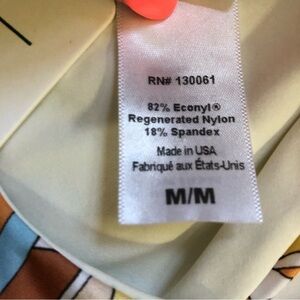 RN# 130061
82% Econyl®
Regenerated Nylon
18% Spandex
Made in USA
Fabriqué aux États-Unis
M/M